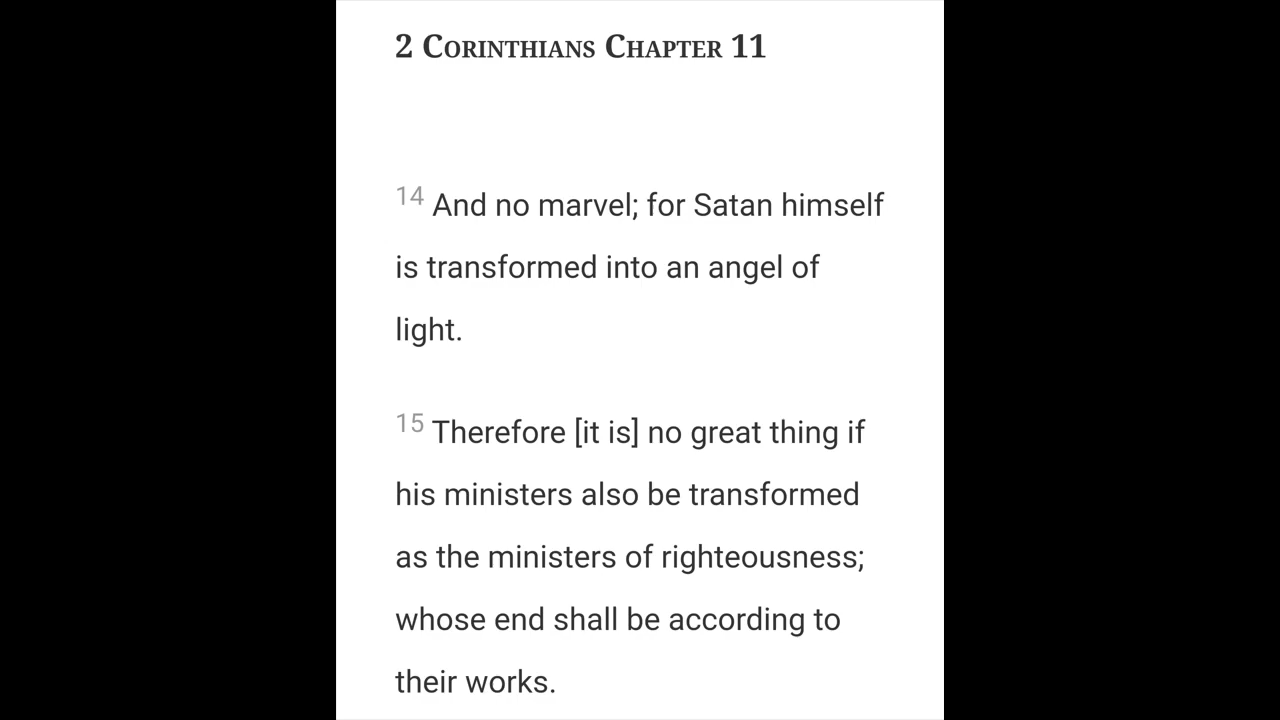 2 Corinthians Chapter 11
14 And no marvel; for Satan himself
is transformed into an angel of
light.
15 Therefore [it is] no great thing if
his ministers also be transformed
as the ministers of righteousness;
whose end shall be according to
their works.